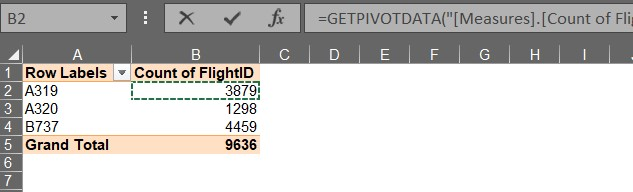 B2 fx =GETPIVOTDATA("[Measures].[Count of Fli
A B C D E F G H I
1 Row Labels Count of FlightID
2 A319 3879
3 A320 1298
4 B737 4459
5 Grand Total 9636
6
7